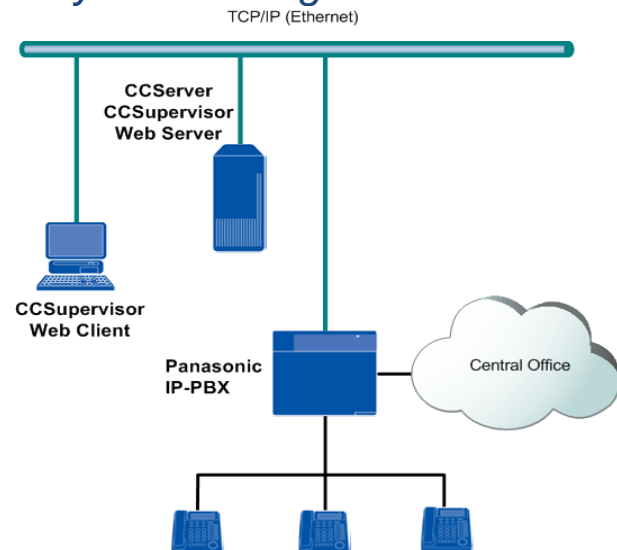 TCP/IP (Ethernet)
CCServer
CCSupervisor
Web Server
CCSupervisor
Web Client
Panasonic
IP-PBX
Central Office